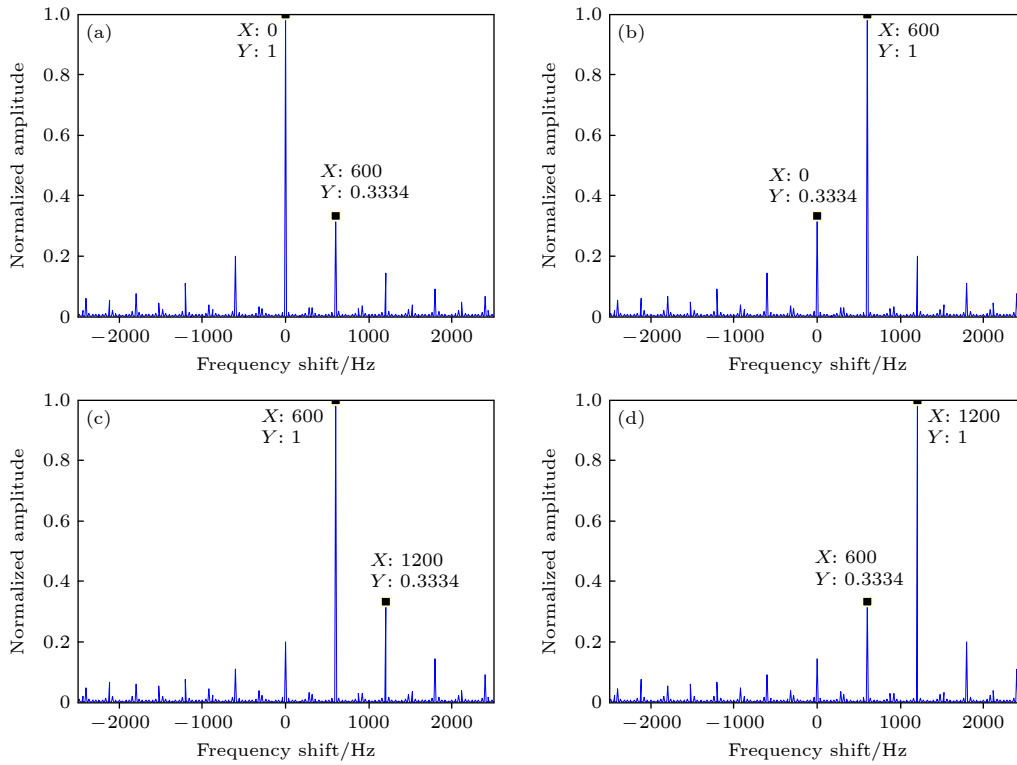 (a)
X: 0
Y: 1
X: 600
Y: 0.3334
1.0
0.8
0.6
0.4
0.2
0
Normalized amplitude
−2000 −1000 0 1000 2000
Frequency shift/Hz
(b)
X: 600
Y: 1
X: 0
Y: 0.3334
1.0
0.8
0.6
0.4
0.2
0
Normalized amplitude
−2000 −1000 0 1000 2000
Frequency shift/Hz
(c)
X: 600
Y: 1
X: 1200
Y: 0.3334
1.0
0.8
0.6
0.4
0.2
0
Normalized amplitude
−2000 −1000 0 1000 2000
Frequency shift/Hz
(d)
X: 1200
Y: 1
X: 600
Y: 0.3334
1.0
0.8
0.6
0.4
0.2
0
Normalized amplitude
−2000 −1000 0 1000 2000
Frequency shift/Hz